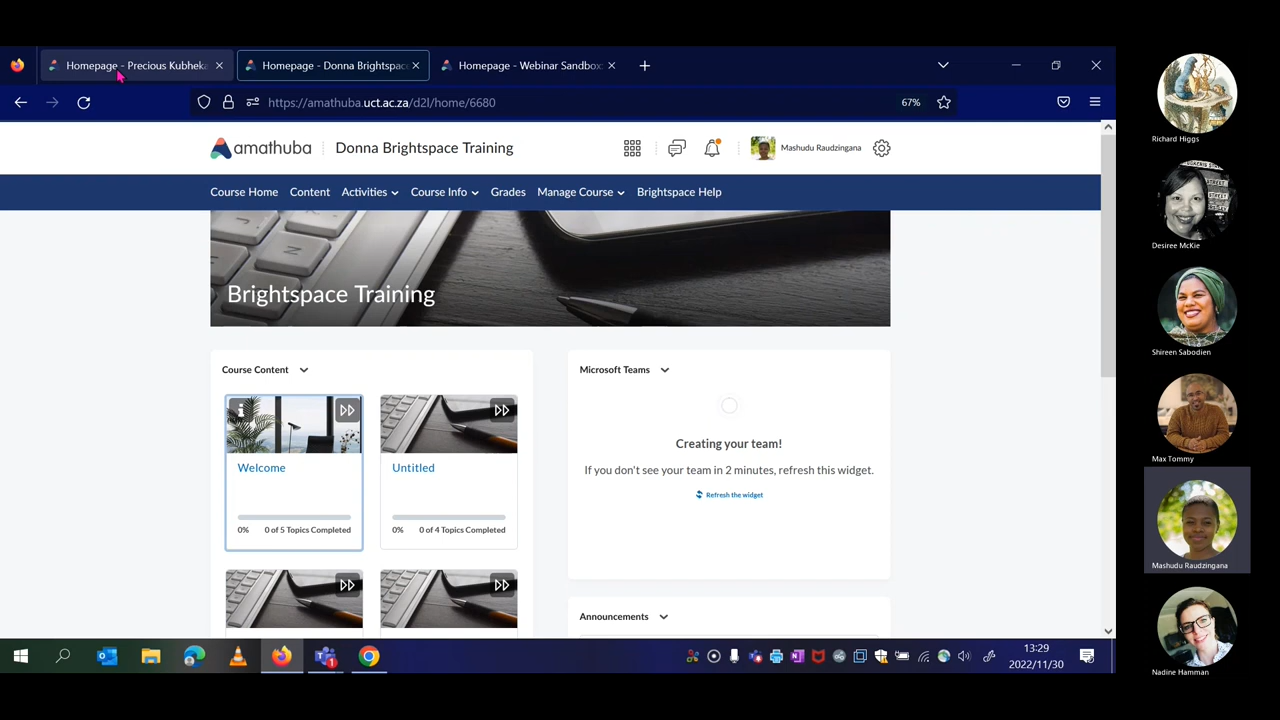 Homepage - Precious Kubheka
Homepage - Donna Brightspace
Homepage - Webinar Sandbox
https://amathuba.uct.ac.za/d2l/home/6680
67%
amathuba
Donna Brightspace Training
Mashudu Raudzingana
Course Home
Content
Activities
Course Info
Grades
Manage Course
Brightspace Help
Brightspace Training
Course Content
Welcome
0%
0 of 5 Topics Completed
Untitled
0%
0 of 4 Topics Completed
Microsoft Teams
Creating your team!
If you don't see your team in 2 minutes, refresh this widget.
Refresh the widget
Announcements
13:29
2022/11/30
Richard Higgs
Desiree McKie
Shireen Sabodien
Max Tommy
Mashudu Raudzingana
Nadine Hamman